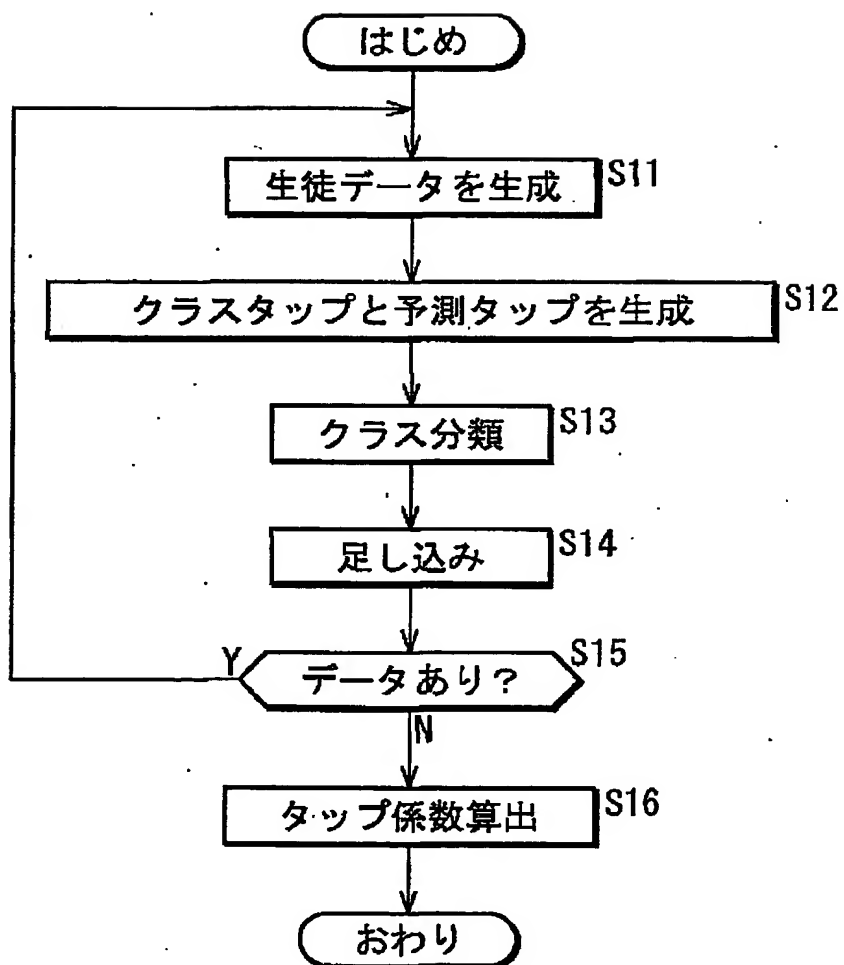 はじめ
生徒データを生成 S11
クラスタップと予測タップを生成 S12
クラス分類 S13
足し込み S14
データあり? S15
Y
N
タップ係数算出 S16
おわり